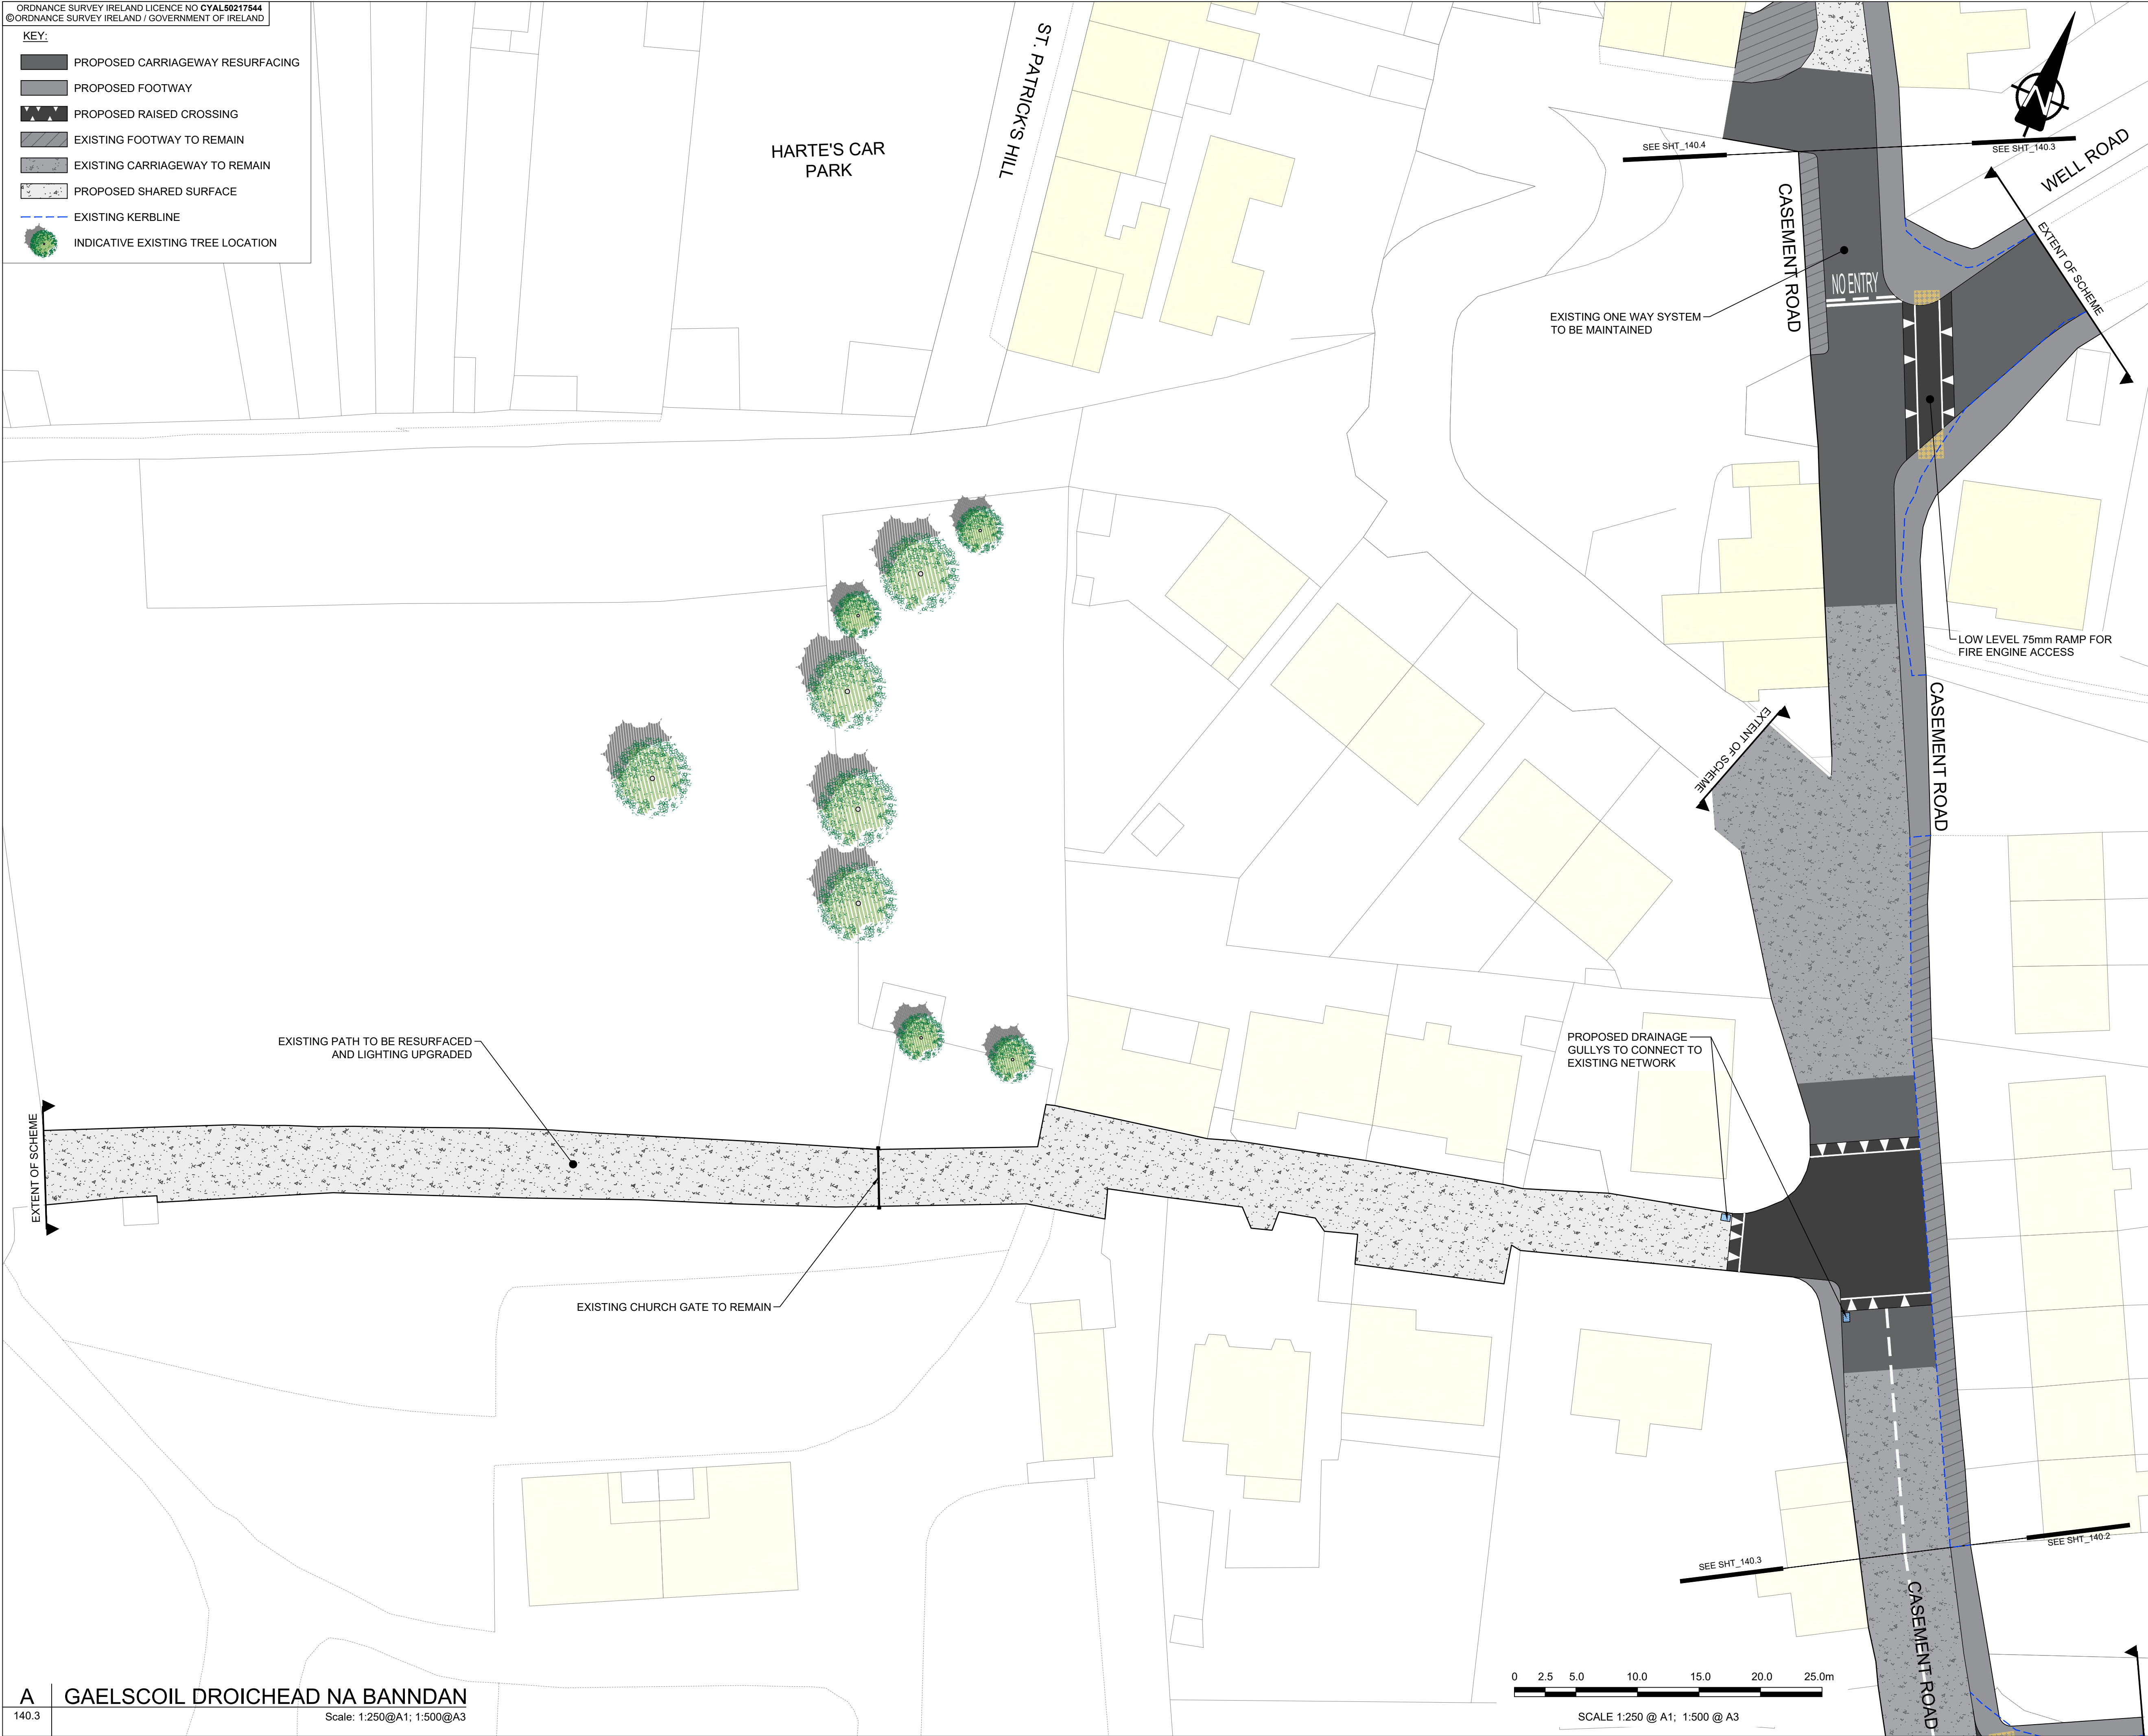 ORDNANCE SURVEY IRELAND LICENCE NO CYAL50217544
©ORDNANCE SURVEY IRELAND / GOVERNMENT OF IRELAND
KEY:
PROPOSED CARRIAGEWAY RESURFACING
PROPOSED FOOTWAY
PROPOSED RAISED CROSSING
EXISTING FOOTWAY TO REMAIN
EXISTING CARRIAGEWAY TO REMAIN
PROPOSED SHARED SURFACE
EXISTING KERBLINE
INDICATIVE EXISTING TREE LOCATION
HARTE'S CAR
PARK
ST. PATRICK'S HILL
N
SEE SHT_140.4
SEE SHT_140.3
WELL ROAD
CASEMENT ROAD
EXTENT OF SCHEME
NO ENTRY
EXISTING ONE WAY SYSTEM
TO BE MAINTAINED
LOW LEVEL 75mm RAMP FOR
FIRE ENGINE ACCESS
EXTENT OF SCHEME
CASEMENT ROAD
EXISTING PATH TO BE RESURFACED
AND LIGHTING UPGRADED
PROPOSED DRAINAGE
GULLYS TO CONNECT TO
EXISTING NETWORK
EXTENT OF SCHEME
EXISTING CHURCH GATE TO REMAIN
SEE SHT_140.3
SEE SHT_140.2
CASEMENT ROAD
A
140.3
GAELSCOIL DROICHEAD NA BANNDAN
Scale: 1:250@A1; 1:500@A3
0 2.5 5.0 10.0 15.0 20.0 25.0m
SCALE 1:250 @ A1; 1:500 @ A3